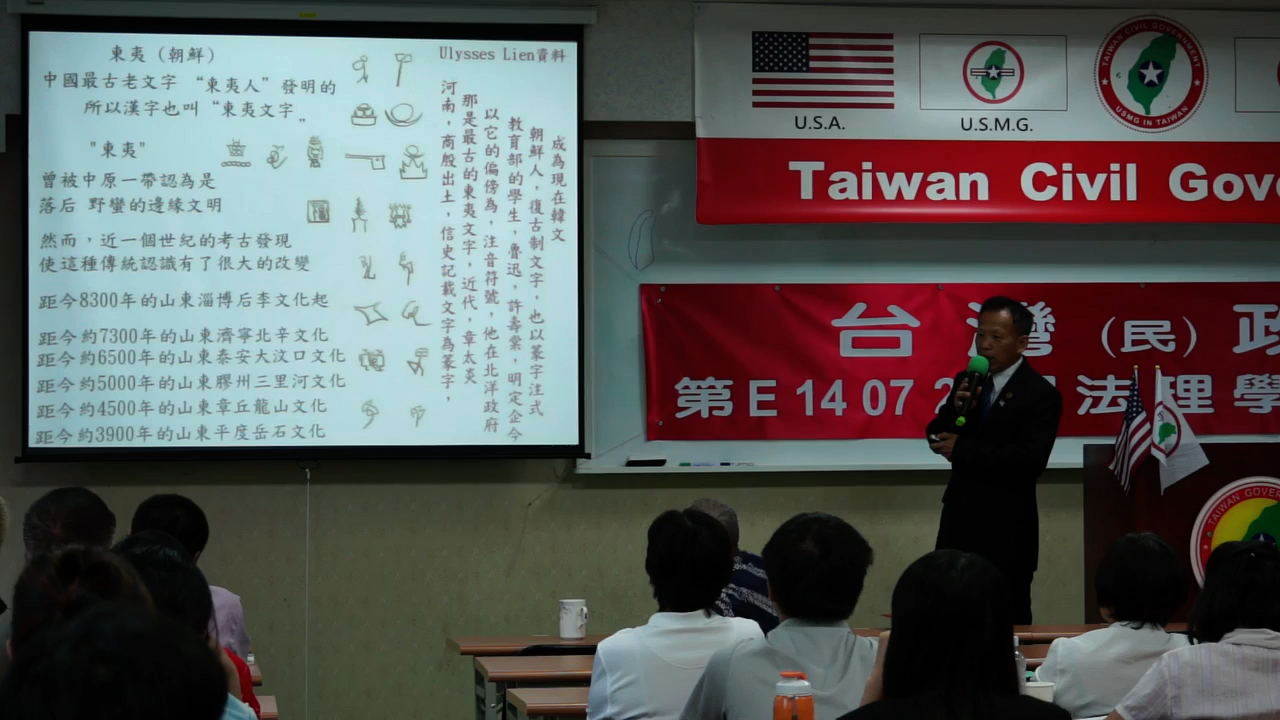 東夷（朝鮮）
中國最古老文字 “東夷人”發明的
所以漢字也叫“東夷文字”
"東夷"
曾被中原一帶認為是
落后 野蠻的邊緣文明
然而，近一個世紀的考古發現
使這種傳統認識有了很大的改變
距今8300年的山東淄博后李文化起
距今約7300年的山東濟寧北辛文化
距今約6500年的山東泰安大汶口文化
距今約5000年的山東膠州三里河文化
距今約4500年的山東章丘龍山文化
距今約3900年的山東平度岳石文化
Ulysses Lien資料
成為現在韓文
朝鮮人，復古制文字，也以篆字注式
教育部的學生，魯迅，許壽棠，明定企今
以它的偏傍為，注音符號，他在北洋政府
那是最古的東夷文字，近代，章太炎
河南，商殷出土，信史記載文字為篆字，
U.S.A.
U.S.M.G.
TAIWAN CIVIL GOVERNMENT
USMG IN TAIWAN
Taiwan Civil Gove
台灣（民）政
第E 14 07 2 法理學
TAIWAN GOVER